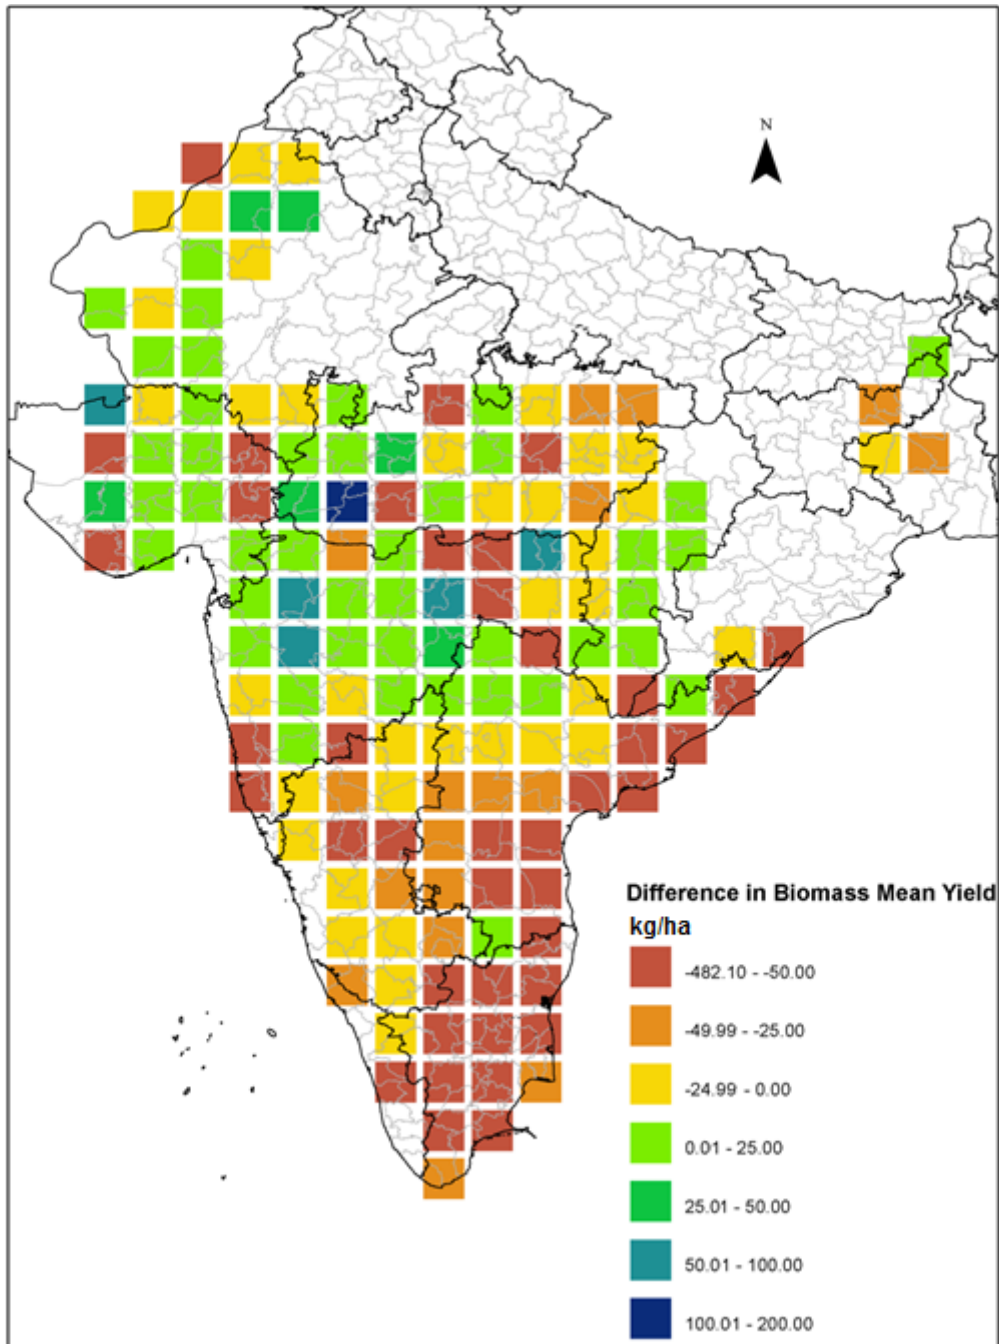 N
Difference in Biomass Mean Yield
kg/ha
-482.10 - -50.00
-49.99 - -25.00
-24.99 - 0.00
0.01 - 25.00
25.01 - 50.00
50.01 - 100.00
100.01 - 200.00